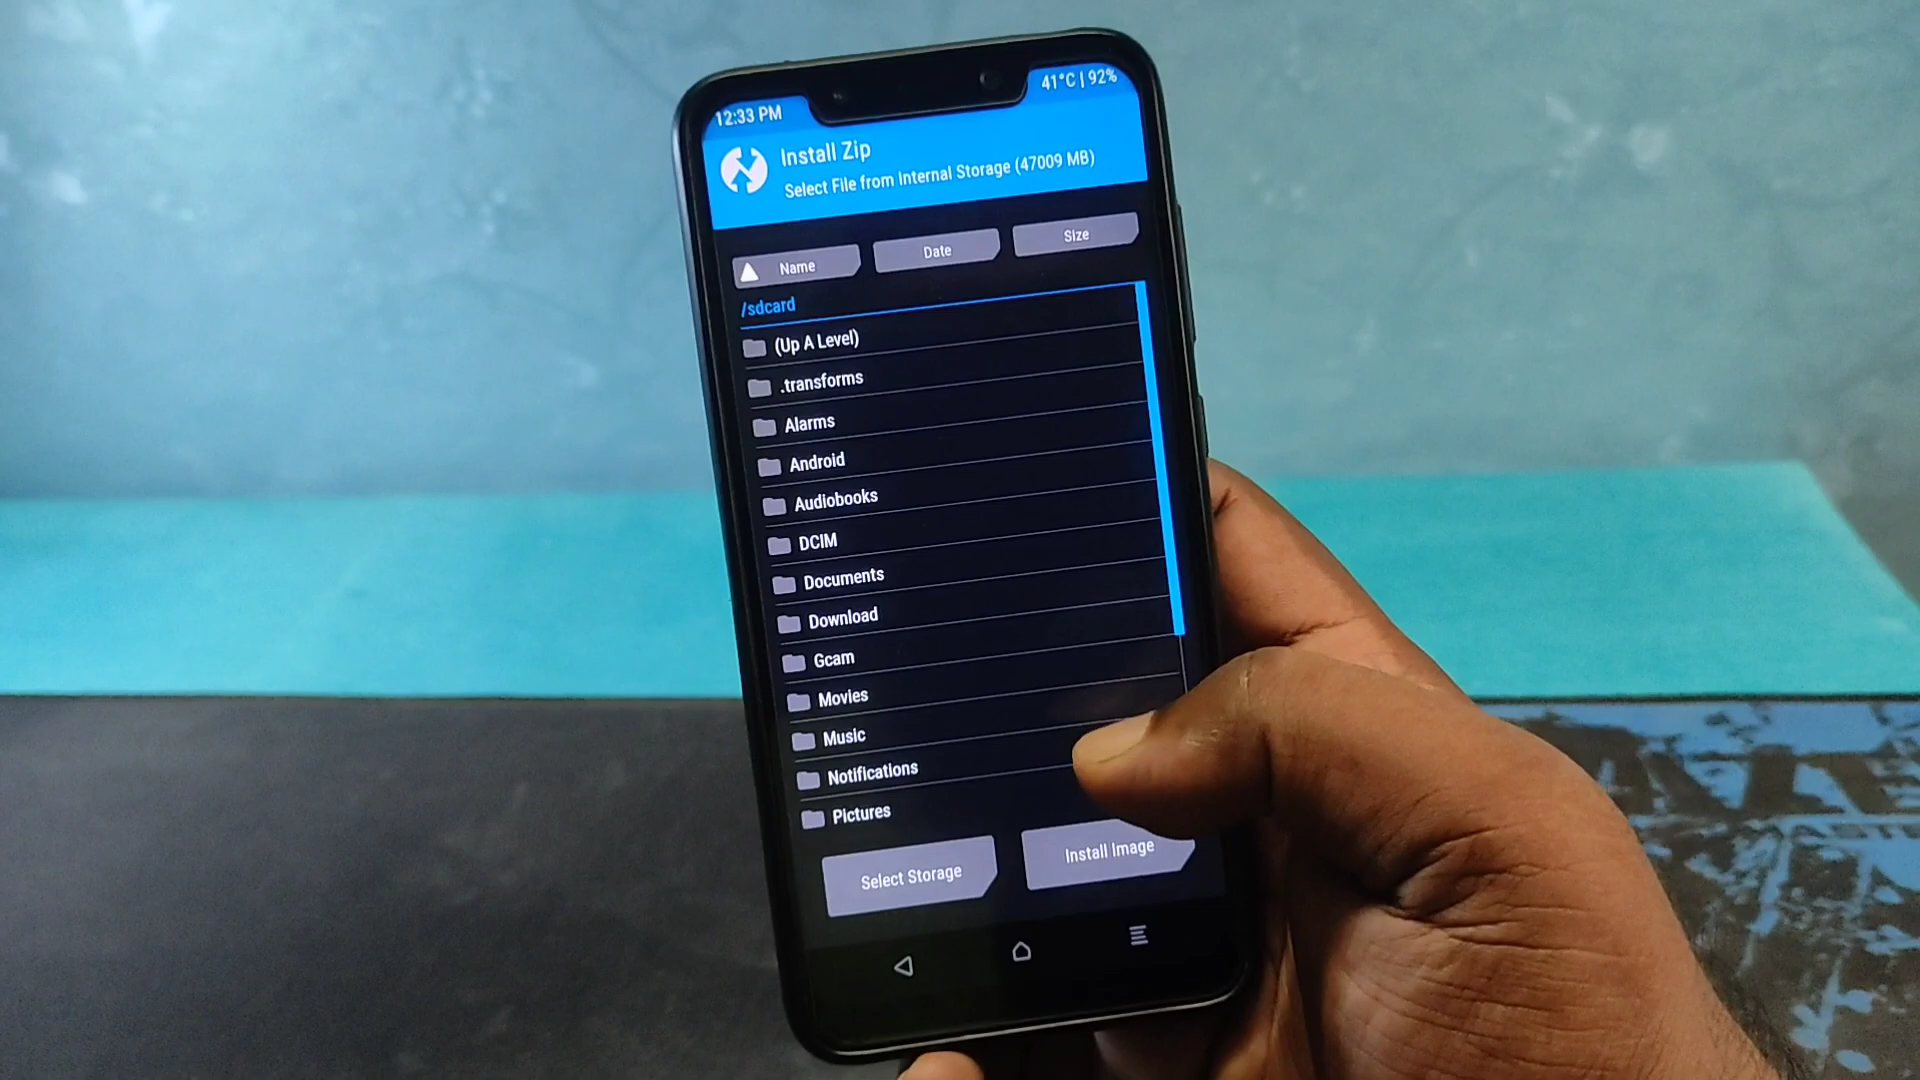 12:33 PM
41°C | 92%
Install Zip
Select File from Internal Storage (47009 MB)
Name
Date
Size
/sdcard
(Up A Level)
.transforms
Alarms
Android
Audiobooks
DCIM
Documents
Download
Gcam
Movies
Music
Notifications
Pictures
Select Storage
Install Image